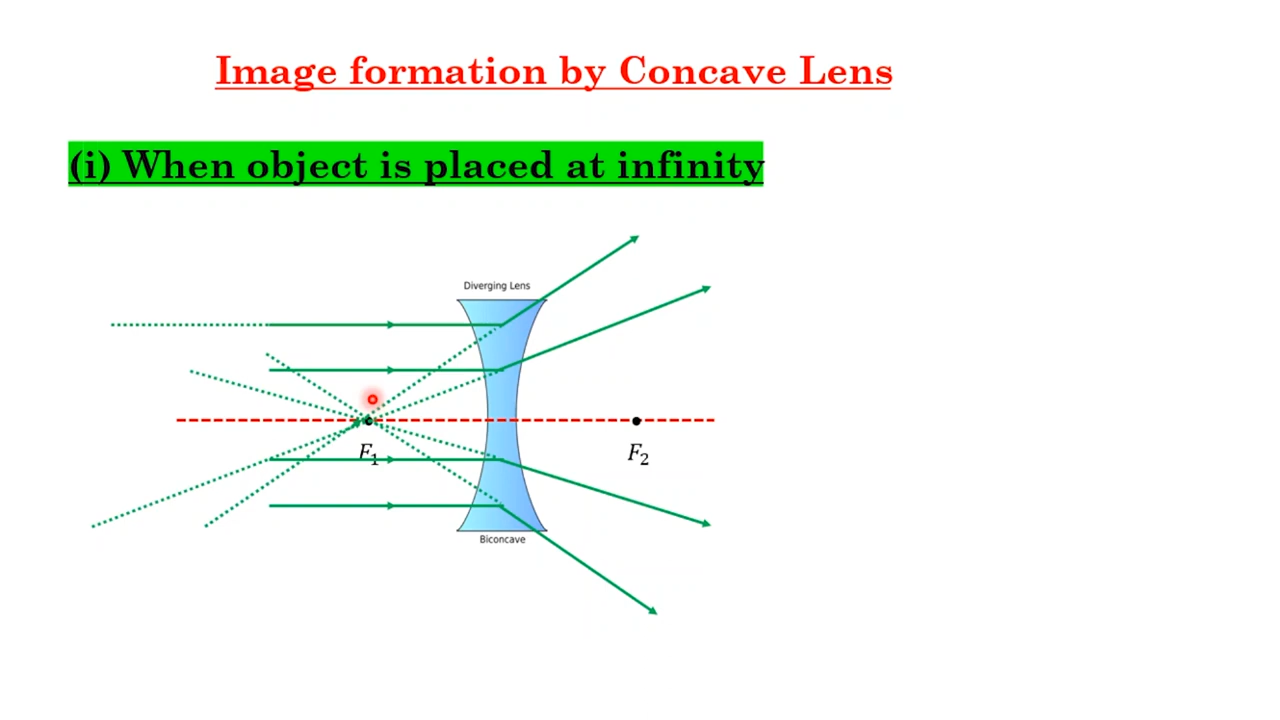 Image formation by Concave Lens
(i) When object is placed at infinity
Diverging Lens
F₁
F₂
Biconcave